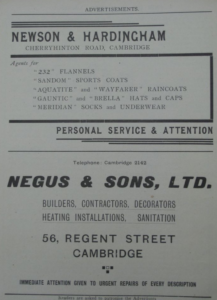 ADVERTISEMENTS
NEWSON & HARDINGHAM
CHERRYHINTON ROAD, CAMBRIDGE
Agents for
"232" FLANNELS
"SANDOW" SPORTS COATS
"AQUATITE" and "WAYFARER" RAINCOATS
"GAUNTIC" and "BRELLA" HATS and CAPS
"MERIDIAN" SOCKS and UNDERWEAR
PERSONAL SERVICE & ATTENTION
Telephone: Cambridge
NEGUS & SONS, LTD.
BUILDERS, CONTRACTORS, DECORATORS
HEATING INSTALLATIONS, SANITATION
56, REGENT STREET
CAMBRIDGE
IMMEDIATE ATTENTION GIVEN TO URGENT REPAIRS OF EVERY DESCRIPTION